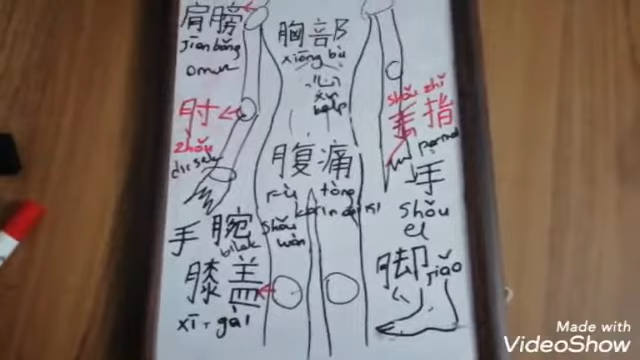 肩膀
jiān bǎng
omuz
胸部
xiōng bù
心
xīn
kalp
肘
zhǒu
dirsek
shǒu zhǐ
手指
parmak
腹痛
fù tòng
karın ağrısı
手
shǒu
el
手腕
bilek
shǒu wàn
膝盖
xī gài
脚
jiǎo
Made with
VideoShow